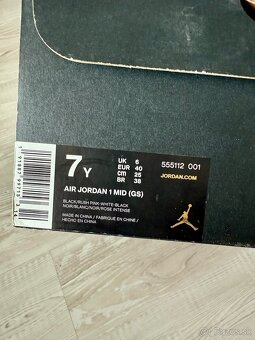 7Y
UK 6
EUR 40
CM 25
BR 38
555112 001
JORDAN.COM
AIR JORDAN 1 MID (GS)
BLACK/RUSH PINK-WHITE-BLACK
NOIR/BLANC/NOIR/ROSE INTENSE
MADE IN CHINA / FABRIQUE EN CHINE /
HECHO EN CHINA